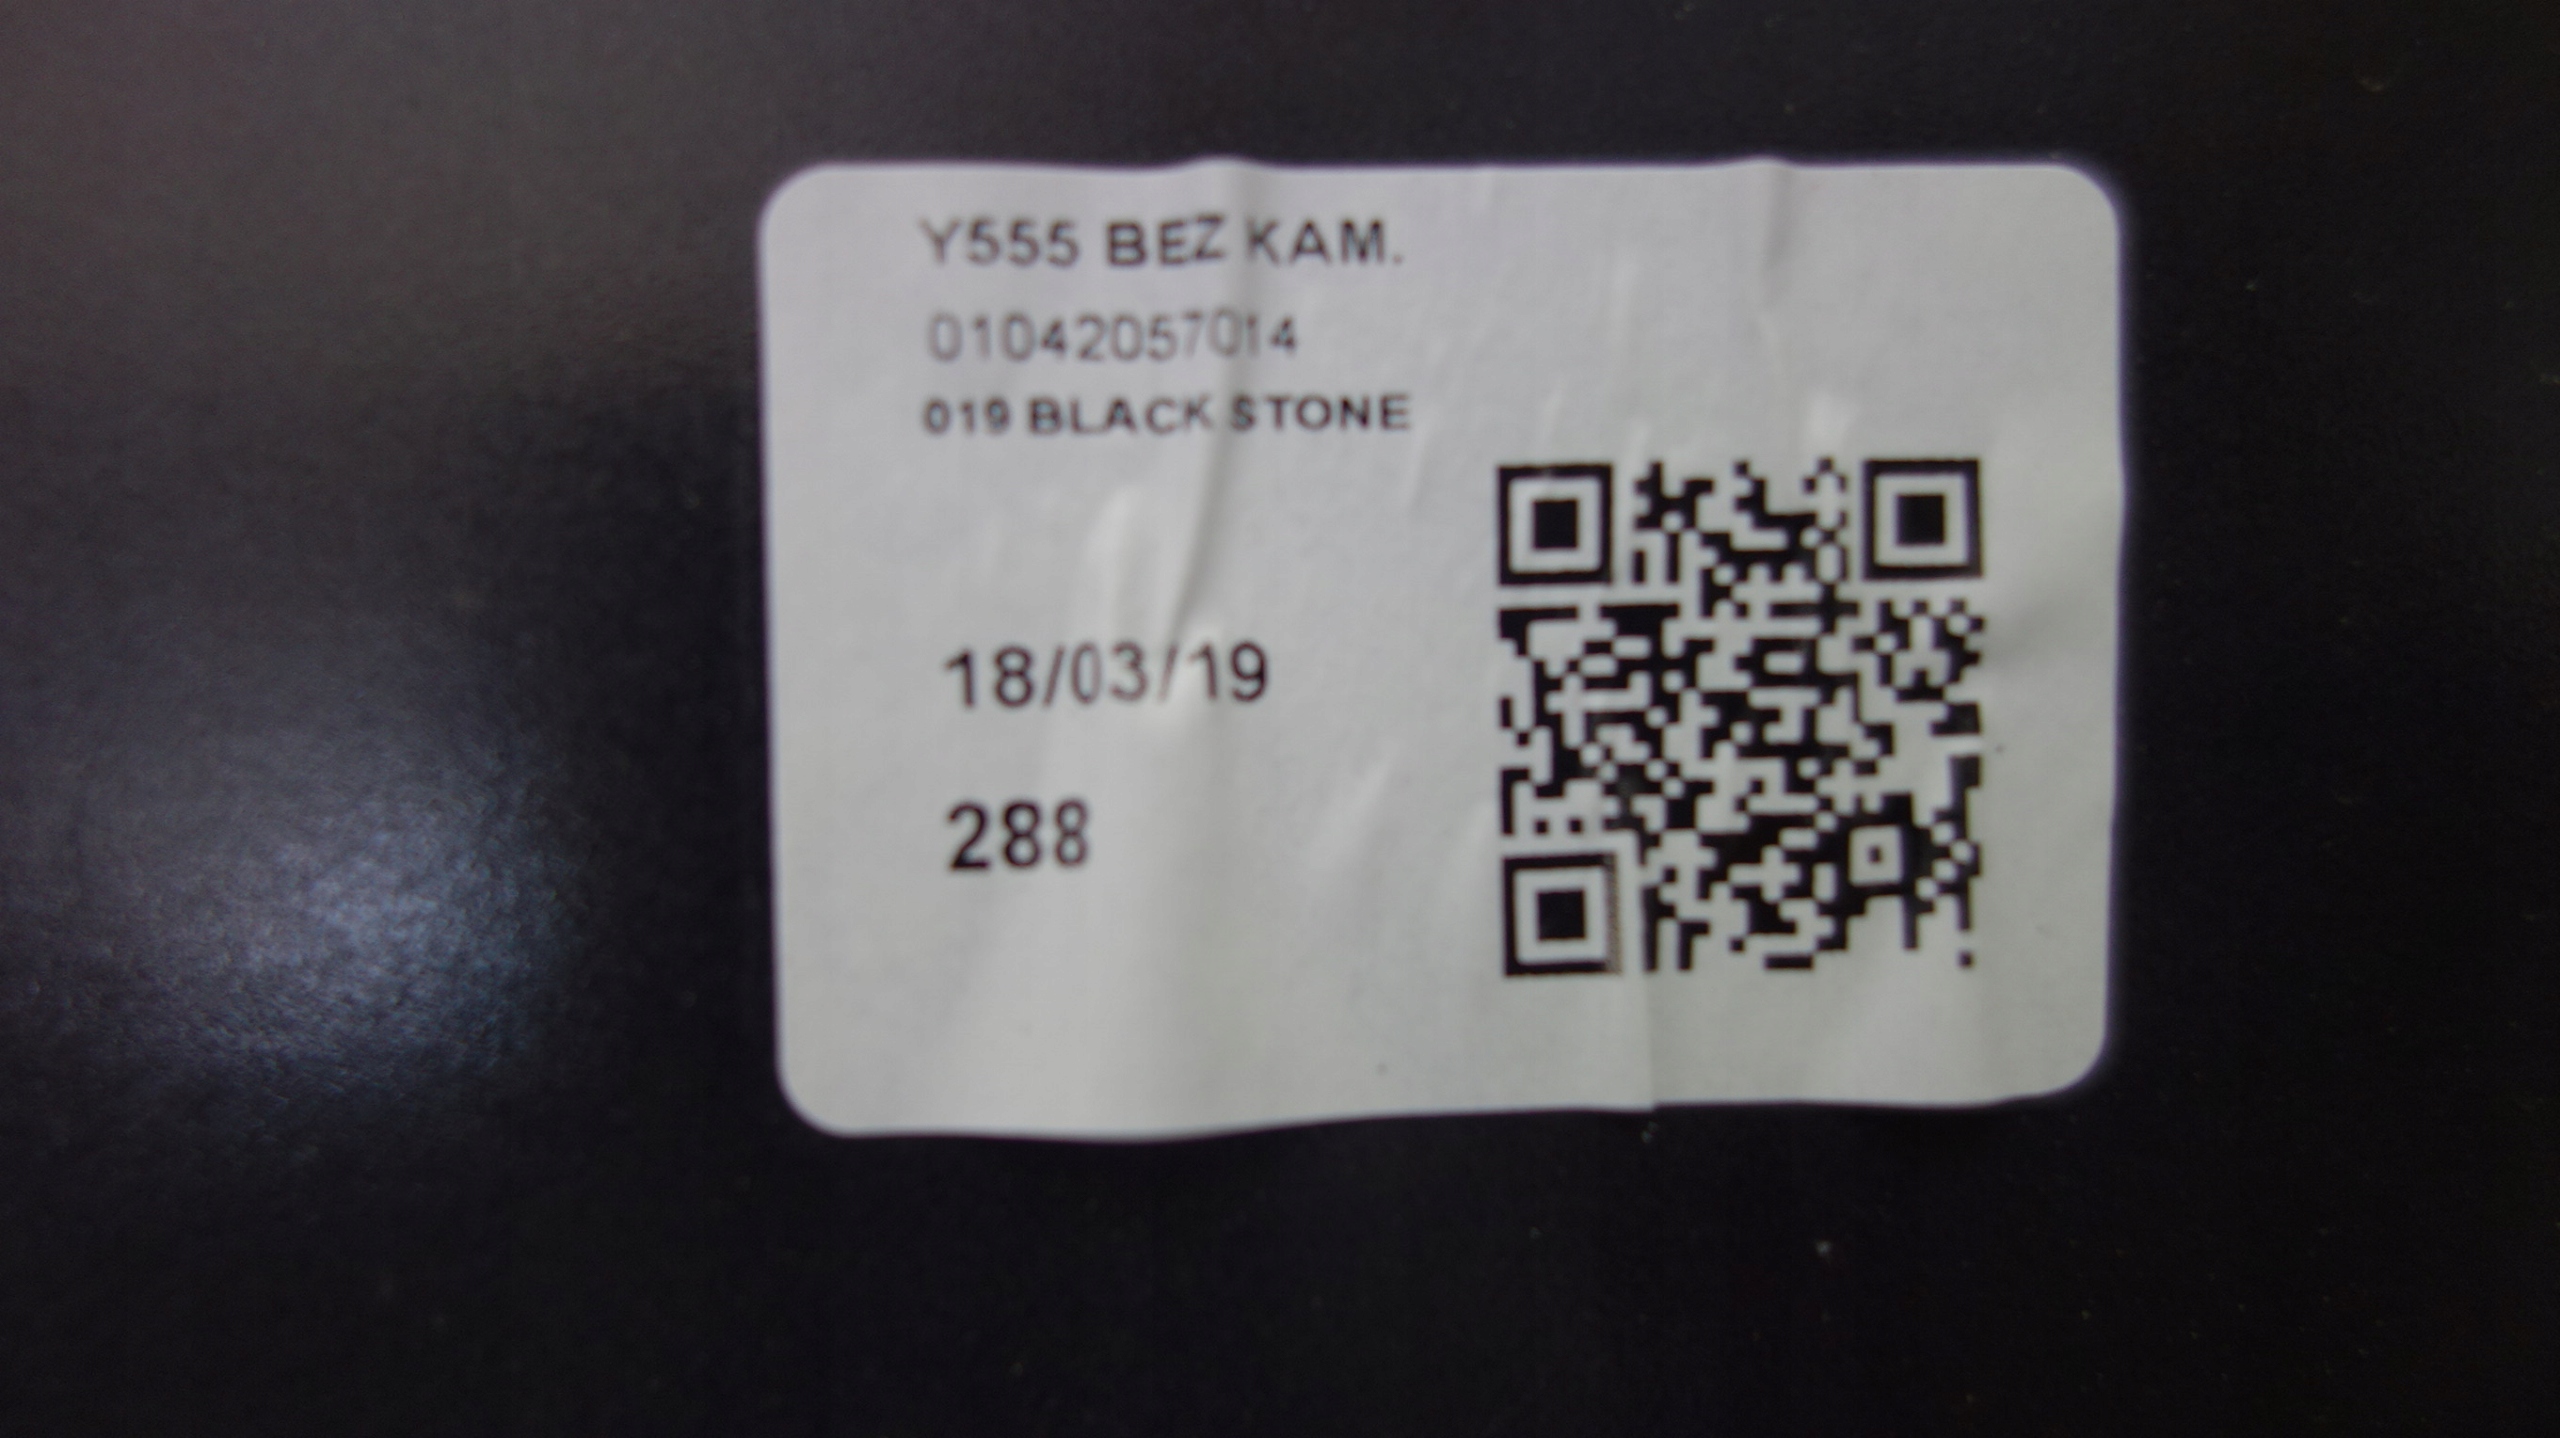 Y555 BEZ KAM.
01042057014
019 BLACK STONE
18/03/19
288